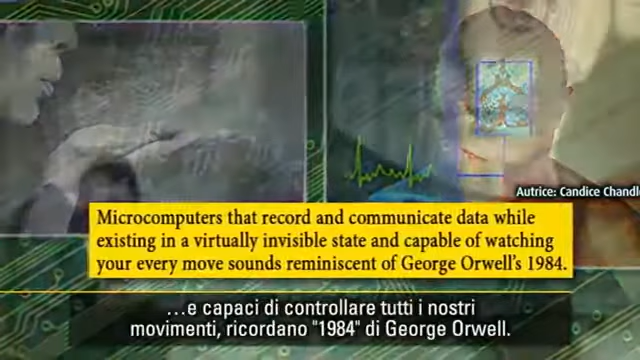 Autrice: Candice Chandl
Microcomputers that record and communicate data while
existing in a virtually invisible state and capable of watching
your every move sounds reminiscent of George Orwell's 1984.
…e capaci di controllare tutti i nostri
movimenti, ricordano "1984" di George Orwell.